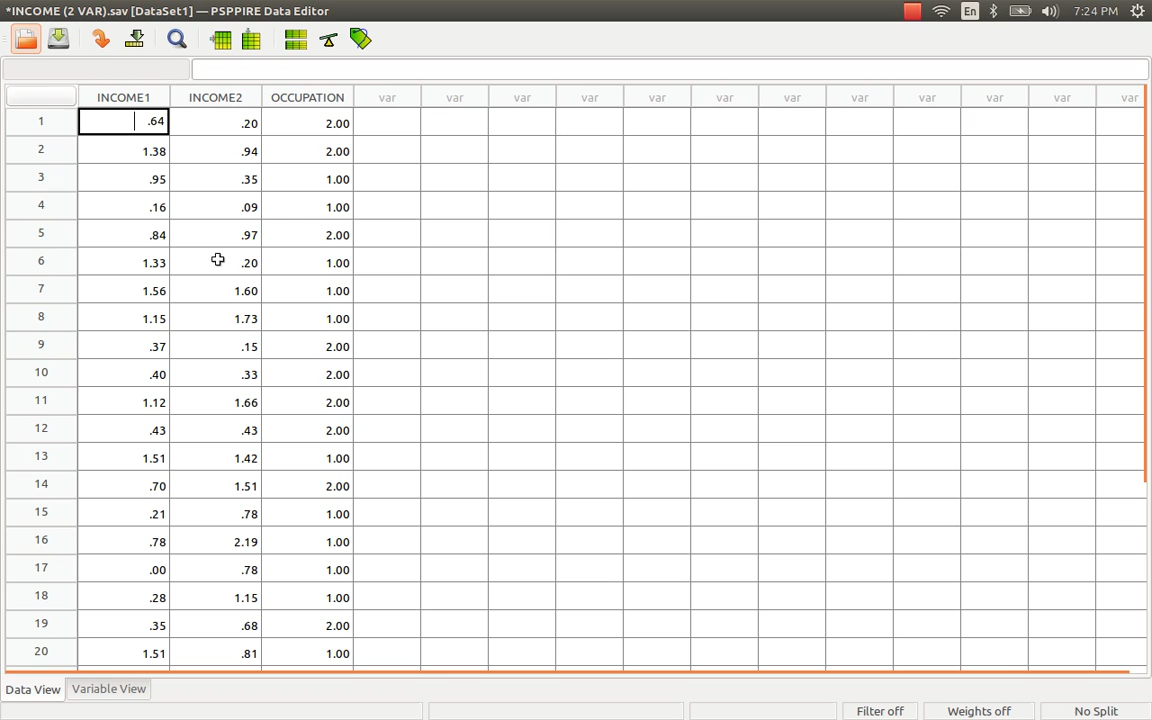 *INCOME (2 VAR).sav [DataSet1] — PSPPIRE Data Editor En 7:24 PM
INCOME1 INCOME2 OCCUPATION var var var var var var var var var var var var
1 .64 .20 2.00
2 1.38 .94 2.00
3 .95 .35 1.00
4 .16 .09 1.00
5 .84 .97 2.00
6 1.33 .20 1.00
7 1.56 1.60 1.00
8 1.15 1.73 1.00
9 .37 .15 2.00
10 .40 .33 2.00
11 1.12 1.66 2.00
12 .43 .43 2.00
13 1.51 1.42 1.00
14 .70 1.51 2.00
15 .21 .78 1.00
16 .78 2.19 1.00
17 .00 .78 1.00
18 .28 1.15 1.00
19 .35 .68 2.00
20 1.51 .81 1.00
Data View Variable View
Filter off Weights off No Split